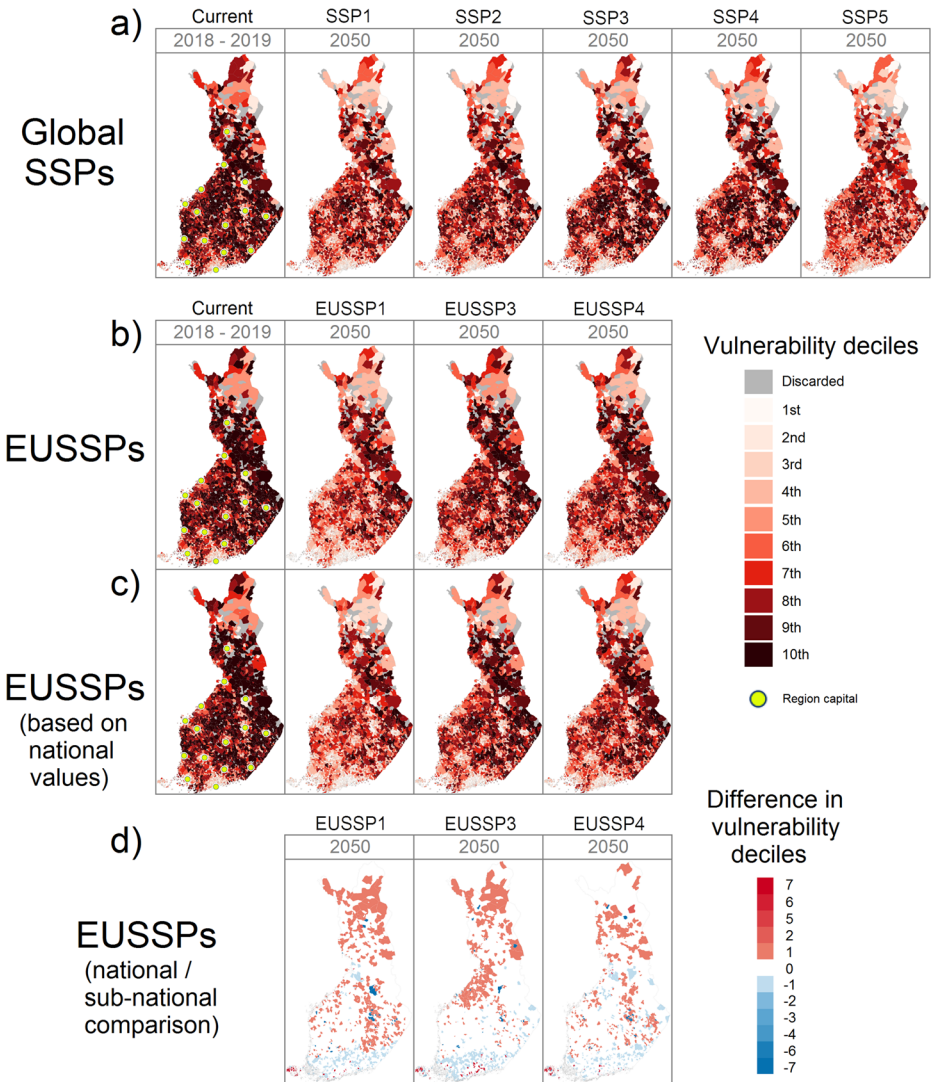 a)
Current
SSP1
SSP2
SSP3
SSP4
SSP5
2018 - 2019
2050
2050
2050
2050
2050
Global
SSPs
b)
Current
EUSSP1
EUSSP3
EUSSP4
2018 - 2019
2050
2050
2050
EUSSPs
Vulnerability deciles
Discarded
1st
2nd
3rd
4th
5th
6th
7th
8th
9th
10th
Region capital
c)
EUSSPs
(based on
national
values)
d)
EUSSP1
EUSSP3
EUSSP4
2050
2050
2050
EUSSPs
(national /
sub-national
comparison)
Difference in
vulnerability
deciles
7
6
5
2
1
0
-1
-2
-3
-4
-6
-7